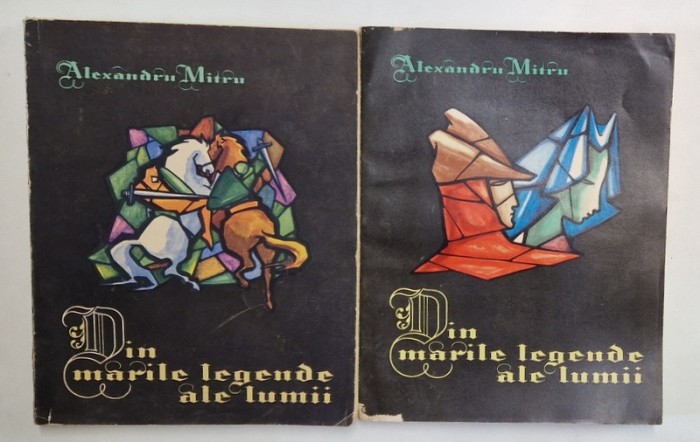 Alexandru Mitru
Din
marile legende
ale lumii
Alexandru Mitru
Din
marile legende
ale lumii